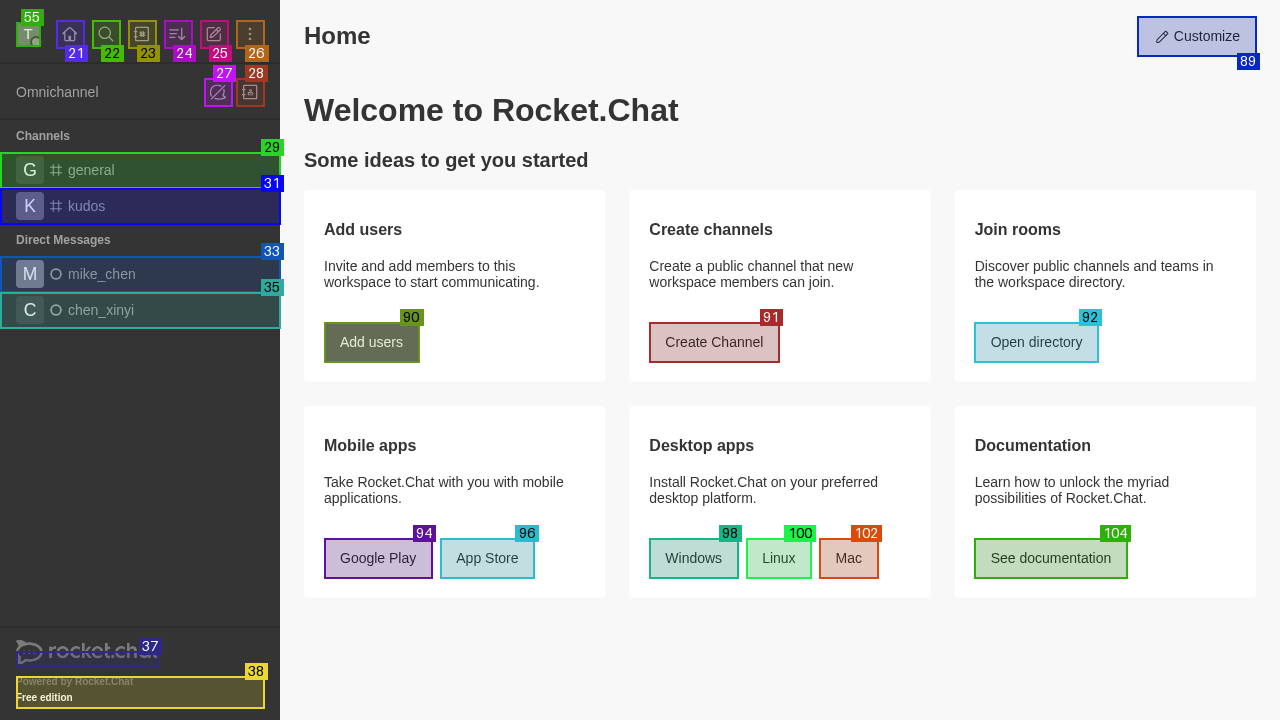 55
T
21
22
23
24
25
26
Home
Customize
89
Omnichannel
27
28
Welcome to Rocket.Chat
Channels
29
G general
31
K kudos
Direct Messages
33
M mike_chen
35
C chen_xinyi
Some ideas to get you started
Add users
Invite and add members to this
workspace to start communicating.
90
Add users
Create channels
Create a public channel that new
workspace members can join.
91
Create Channel
Join rooms
Discover public channels and teams in
the workspace directory.
92
Open directory
Mobile apps
Take Rocket.Chat with you with mobile
applications.
94
Google Play
96
App Store
Desktop apps
Install Rocket.Chat on your preferred
desktop platform.
98
Windows
100
Linux
102
Mac
Documentation
Learn how to unlock the myriad
possibilities of Rocket.Chat.
104
See documentation
37
rocket.chat
38
Powered by Rocket.Chat
Free edition